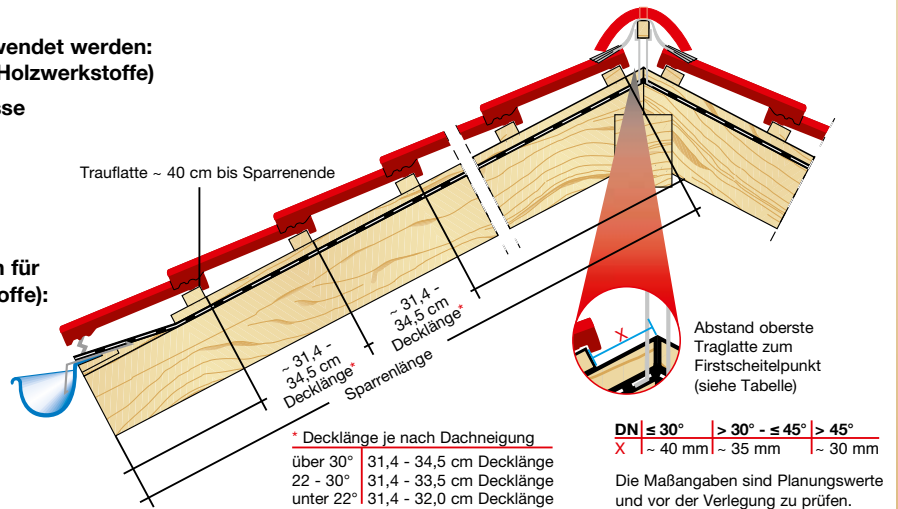 wendet werden:
Holzwerkstoffe)
Trauflatte ~ 40 cm bis Sparrenende
für
~ 31,4 -
34,5 cm
Decklänge*
~ 31,4 -
34,5 cm
Decklänge*
Sparrenlänge
X
Abstand oberste
Traglatte zum
Firstscheitelpunkt
(siehe Tabelle)
* Decklänge je nach Dachneigung
über 30° 31,4 - 34,5 cm Decklänge
22 - 30° 31,4 - 33,5 cm Decklänge
unter 22° 31,4 - 32,0 cm Decklänge
DN ≤ 30° > 30° - ≤ 45° > 45°
X ~ 40 mm ~ 35 mm ~ 30 mm
Die Maßangaben sind Planungswerte
und vor der Verlegung zu prüfen.